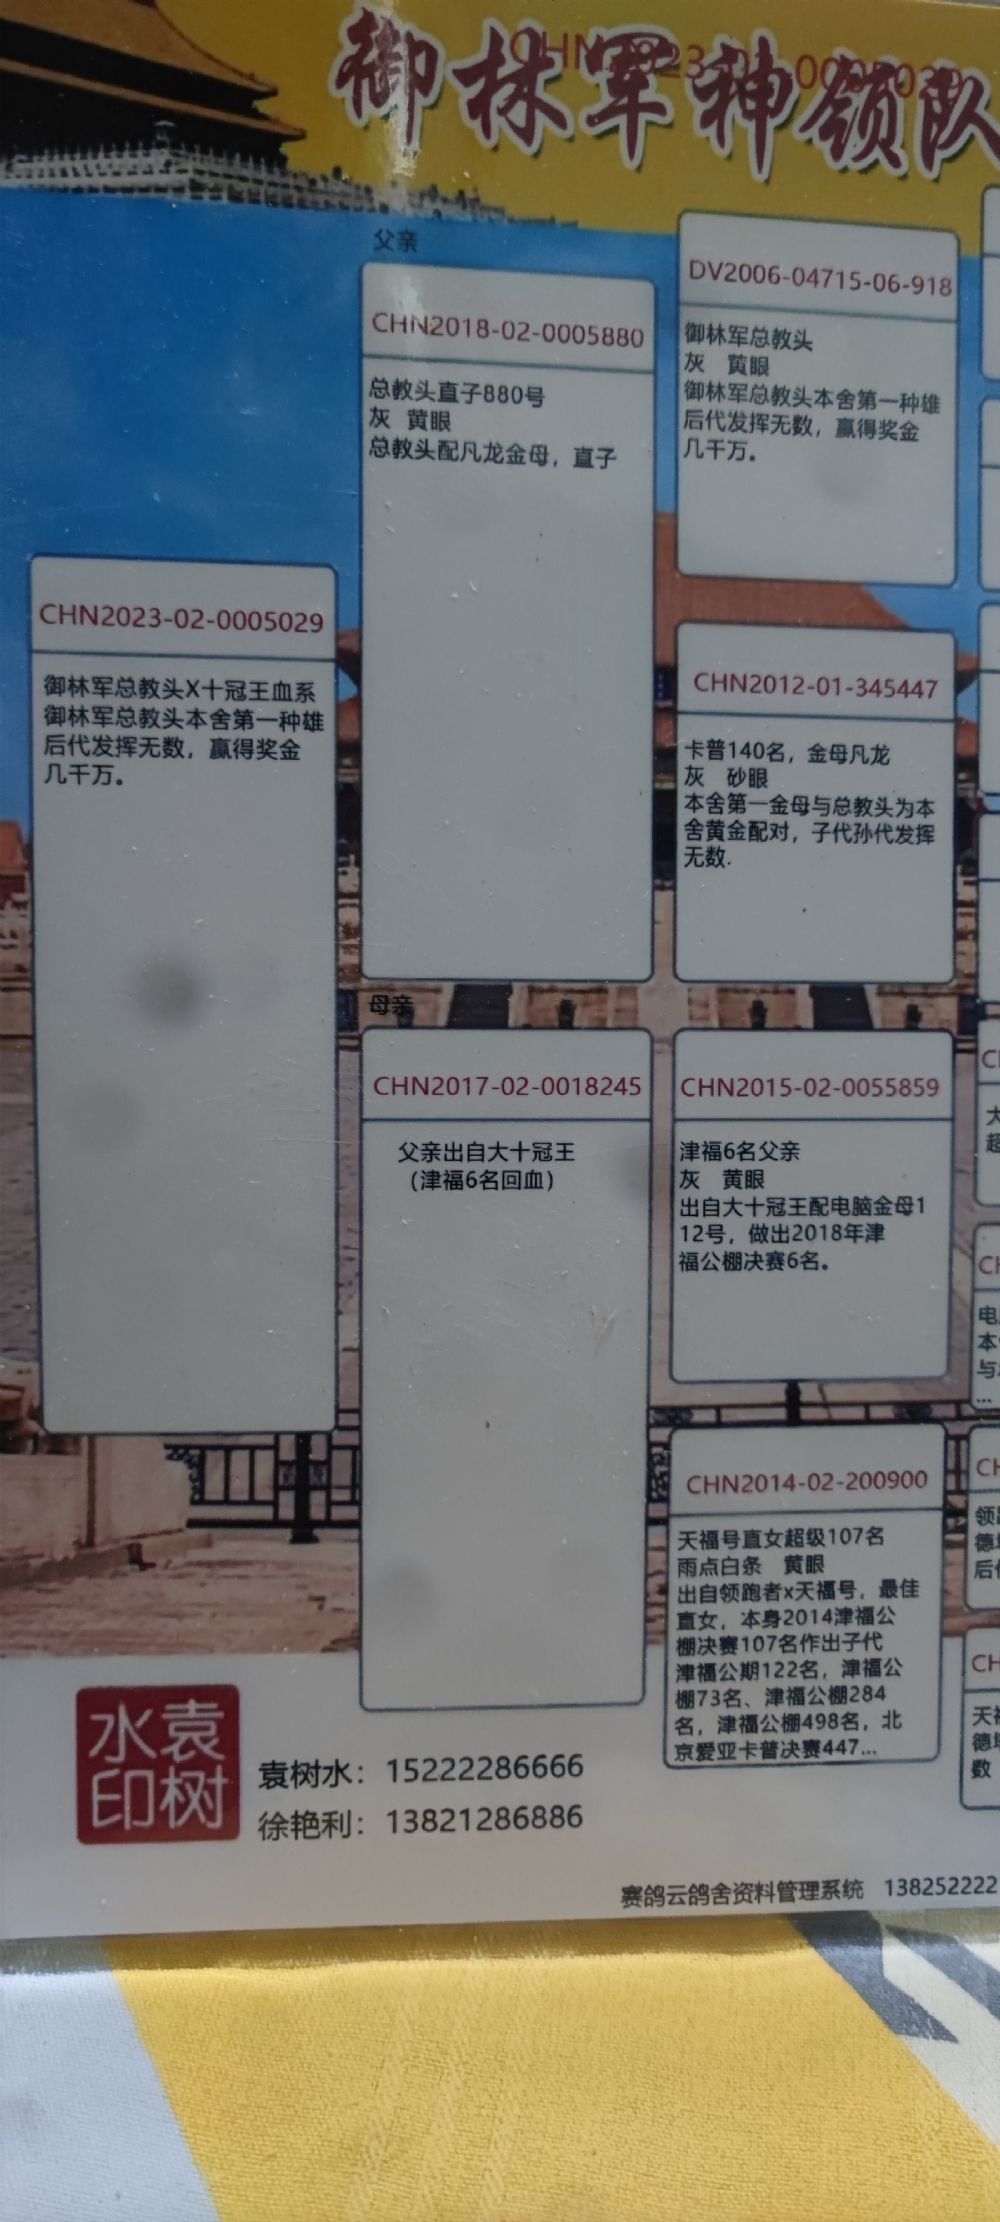 御林军神领队
父亲
CHN2018-02-0005880
总教头直子880号
灰 黄眼
总教头配凡龙金母，直子
DV2006-04715-06-918
御林军总教头
灰 黄眼
御林军总教头本舍第一种雄
后代发挥无数，赢得奖金
几千万。
CHN2023-02-0005029
御林军总教头X十冠王血系
御林军总教头本舍第一种雄
后代发挥无数，赢得奖金
几千万。
CHN2012-01-345447
卡普140名，金母凡龙
灰 砂眼
本舍第一金母与总教头为本
舍黄金配对，子代孙代发挥
无数.
母亲
CHN2017-02-0018245
父亲出自大十冠王
(津福6名回血)
CHN2015-02-0055859
津福6名父亲
灰 黄眼
出自大十冠王配电脑金母1
12号，做出2018年津
福公棚决赛6名。
CHN2014-02-200900
天福号直女超级107名
雨点白条 黄眼
出自领跑者x天福号，最佳
直女，本身2014津福公
棚决赛107名作出子代
津福公期122名，津福公
棚73名、津福公棚284
名，津福公棚498名，北
京爱亚卡普决赛447...
袁树水印
袁树水：15222286666
徐艳利：13821286886
赛鸽云鸽舍资料管理系统 138252222